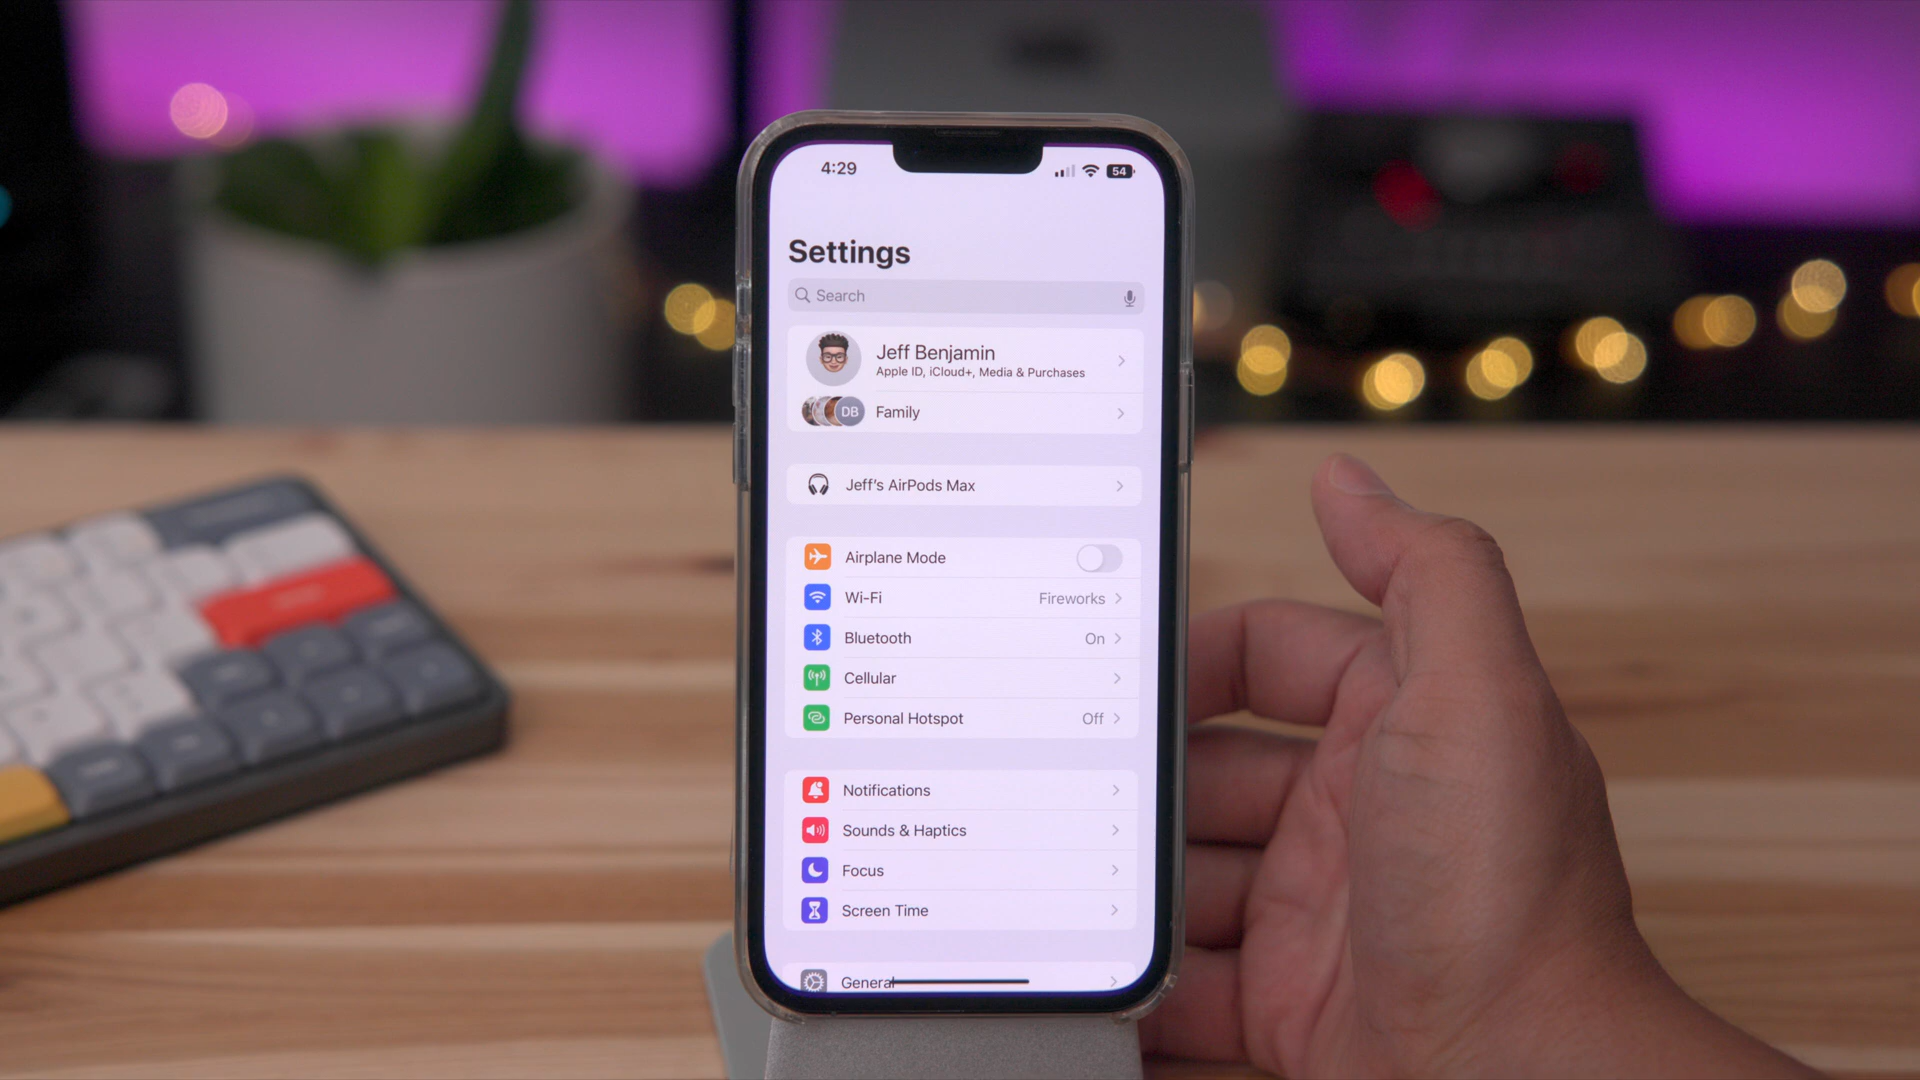 4:29
54
Settings
Search
Jeff Benjamin
Apple ID, iCloud+, Media & Purchases
DB
Family
Jeff's AirPods Max
Airplane Mode
Wi-Fi Fireworks
Bluetooth On
Cellular
Personal Hotspot Off
Notifications
Sounds & Haptics
Focus
Screen Time
General